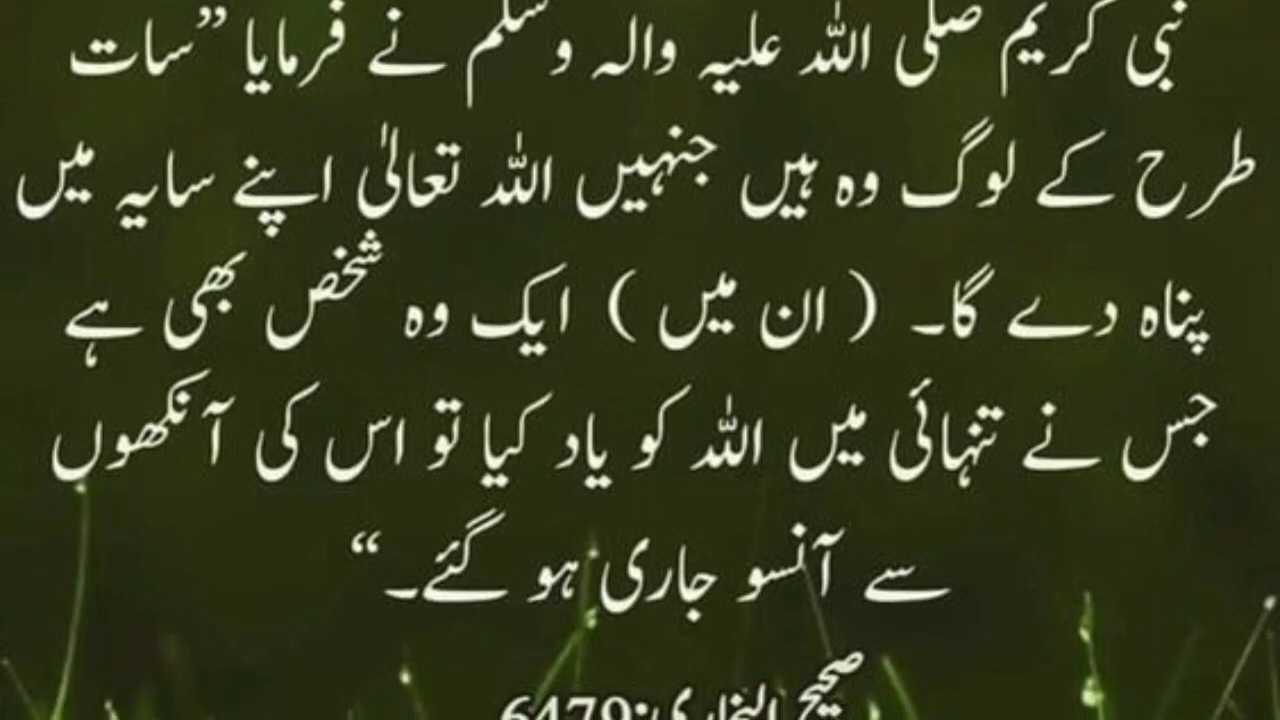 نبی کریم صلی اللہ علیہ والہ وسلم نے فرمایا ”سات
طرح کے لوگ وہ ہیں جنہیں اللہ تعالیٰ اپنے سایہ میں
پناہ دے گا۔ ( ان میں ) ایک وہ شخص بھی ہے
جس نے تنہائی میں اللہ کو یاد کیا تو اس کی آنکھوں
سے آنسو جاری ہو گئے۔“
صحیح البخاری:6479